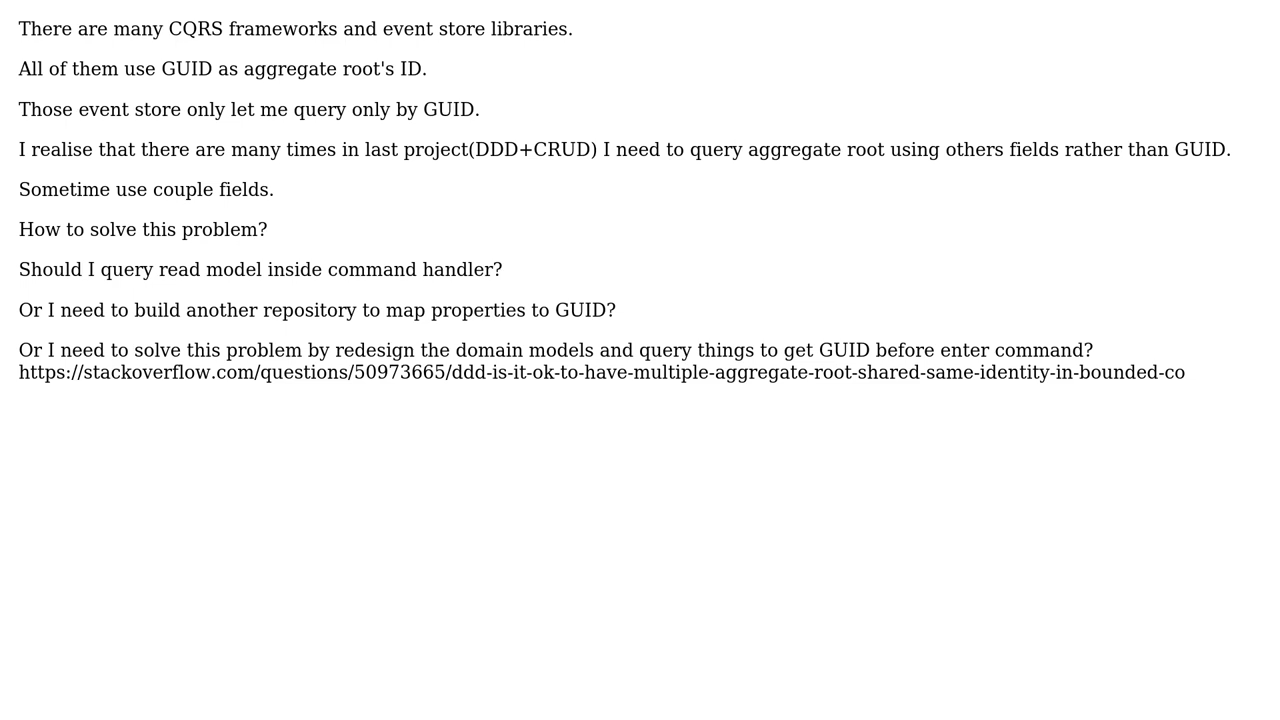 There are many CQRS frameworks and event store libraries.
All of them use GUID as aggregate root's ID.
Those event store only let me query only by GUID.
I realise that there are many times in last project(DDD+CRUD) I need to query aggregate root using others fields rather than GUID.
Sometime use couple fields.
How to solve this problem?
Should I query read model inside command handler?
Or I need to build another repository to map properties to GUID?
Or I need to solve this problem by redesign the domain models and query things to get GUID before enter command?
https://stackoverflow.com/questions/50973665/ddd-is-it-ok-to-have-multiple-aggregate-root-shared-same-identity-in-bounded-co